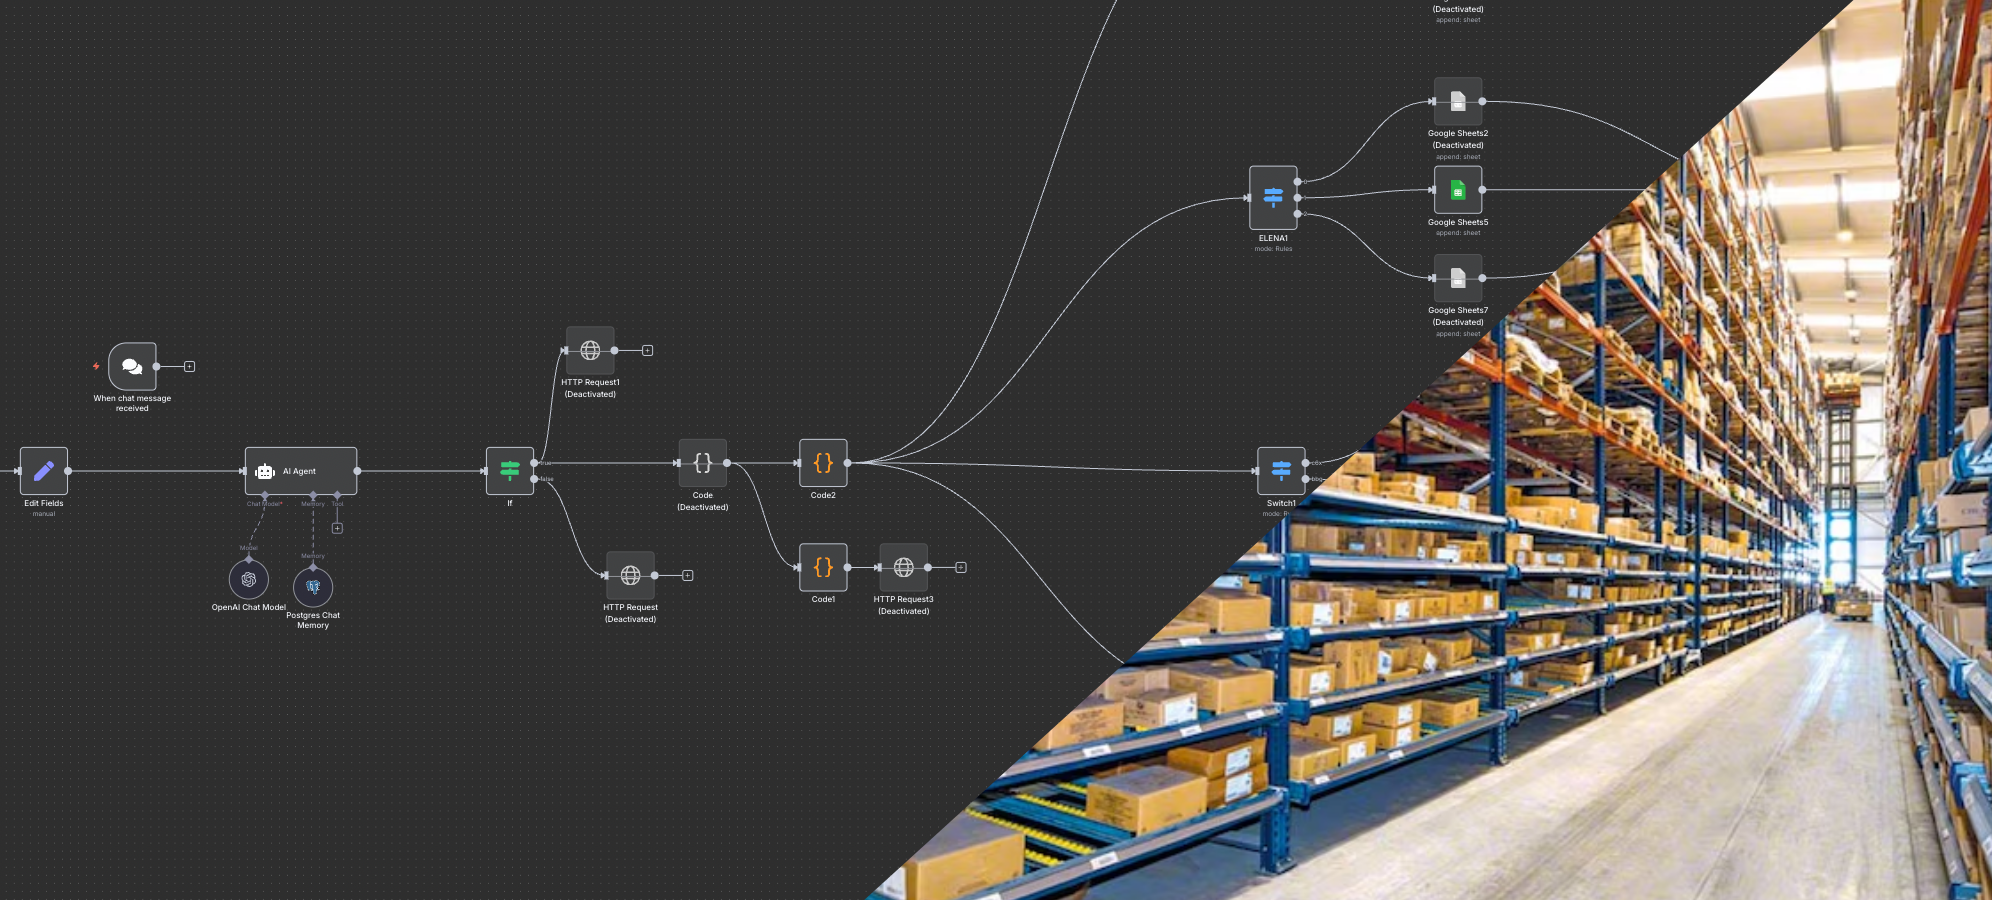 (Deactivated)
append: sheet
Google Sheets2
(Deactivated)
append: sheet
Google Sheets5
append: sheet
ELENA1
mode: Rules
Google Sheets7
(Deactivated)
append: sheet
HTTP Request1
(Deactivated)
When chat message
received
true
false
AI Agent
Edit Fields
manual
Chat Model*
Memory
Tool
If
Code
(Deactivated)
Code2
Switch1
mode: R
Model
Memory
OpenAI Chat Model
Postgres Chat
Memory
HTTP Request
(Deactivated)
Code1
HTTP Request3
(Deactivated)